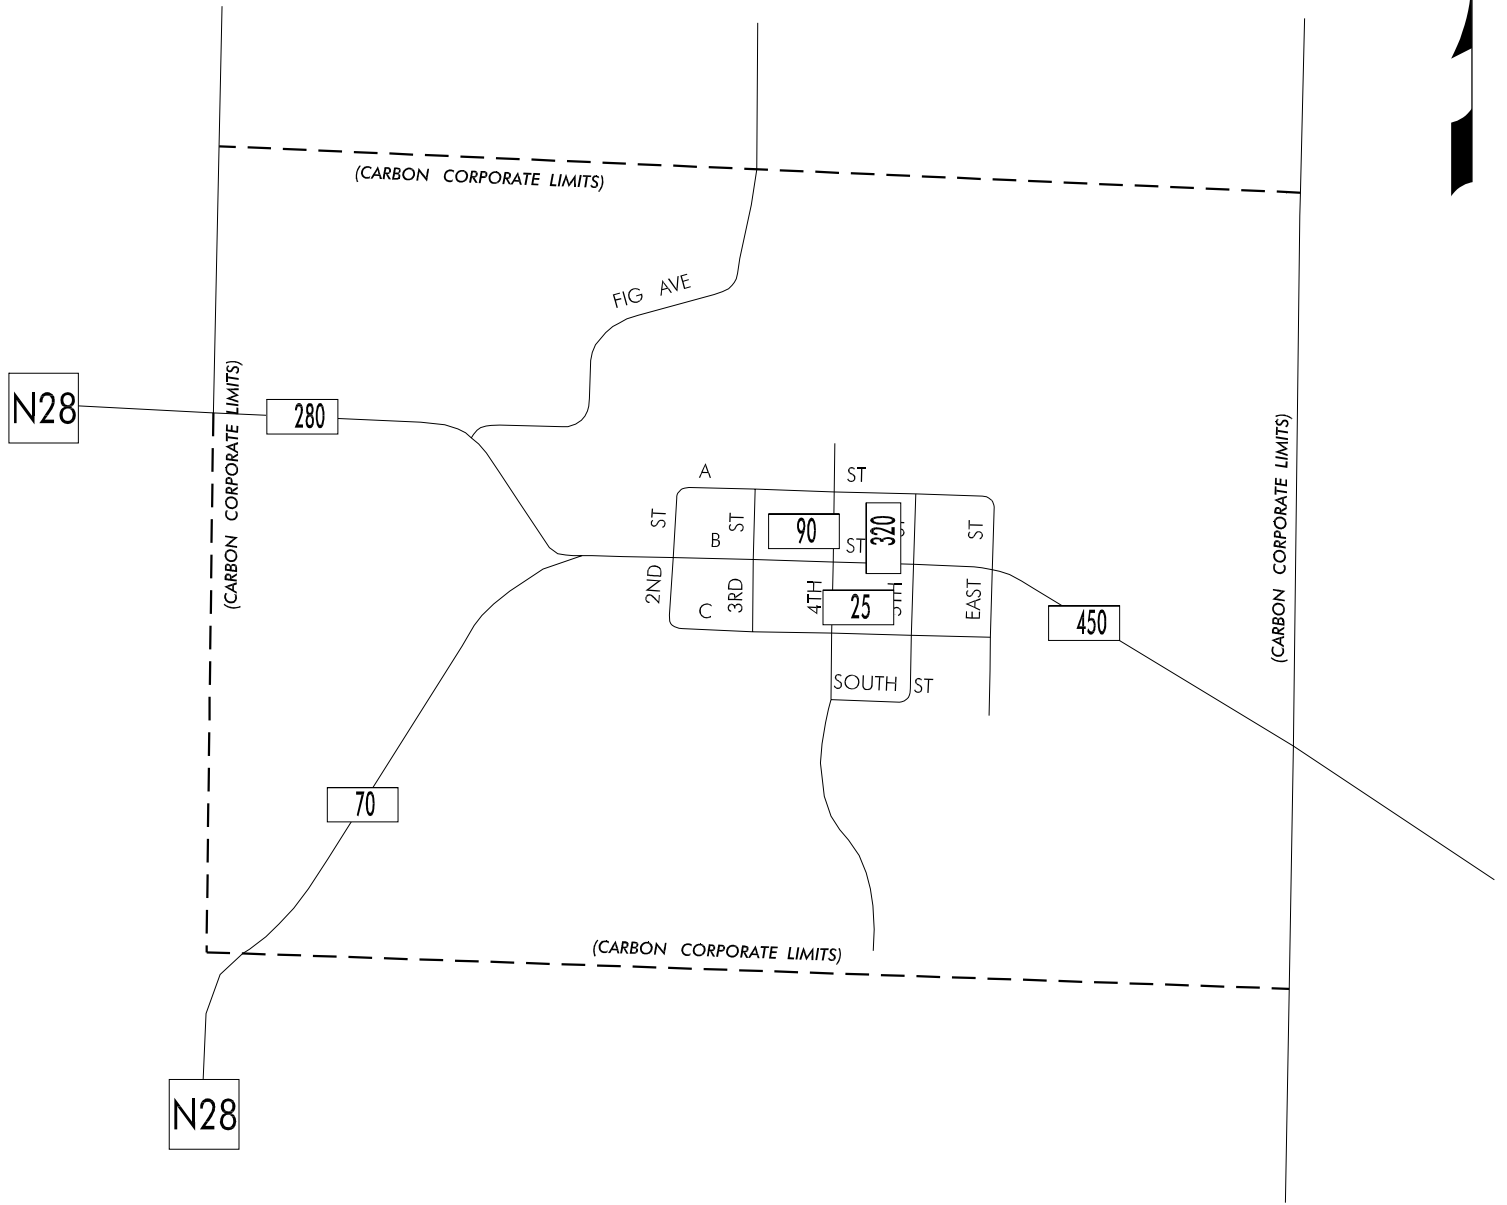 (CARBON CORPORATE LIMITS)
FIG AVE
(CARBON CORPORATE LIMITS)
N28
280
(CARBON CORPORATE LIMITS)
A ST
2ND ST
3RD ST
B ST
90
320
4TH
25
5TH
EAST ST
C
450
SOUTH ST
70
(CARBON CORPORATE LIMITS)
N28